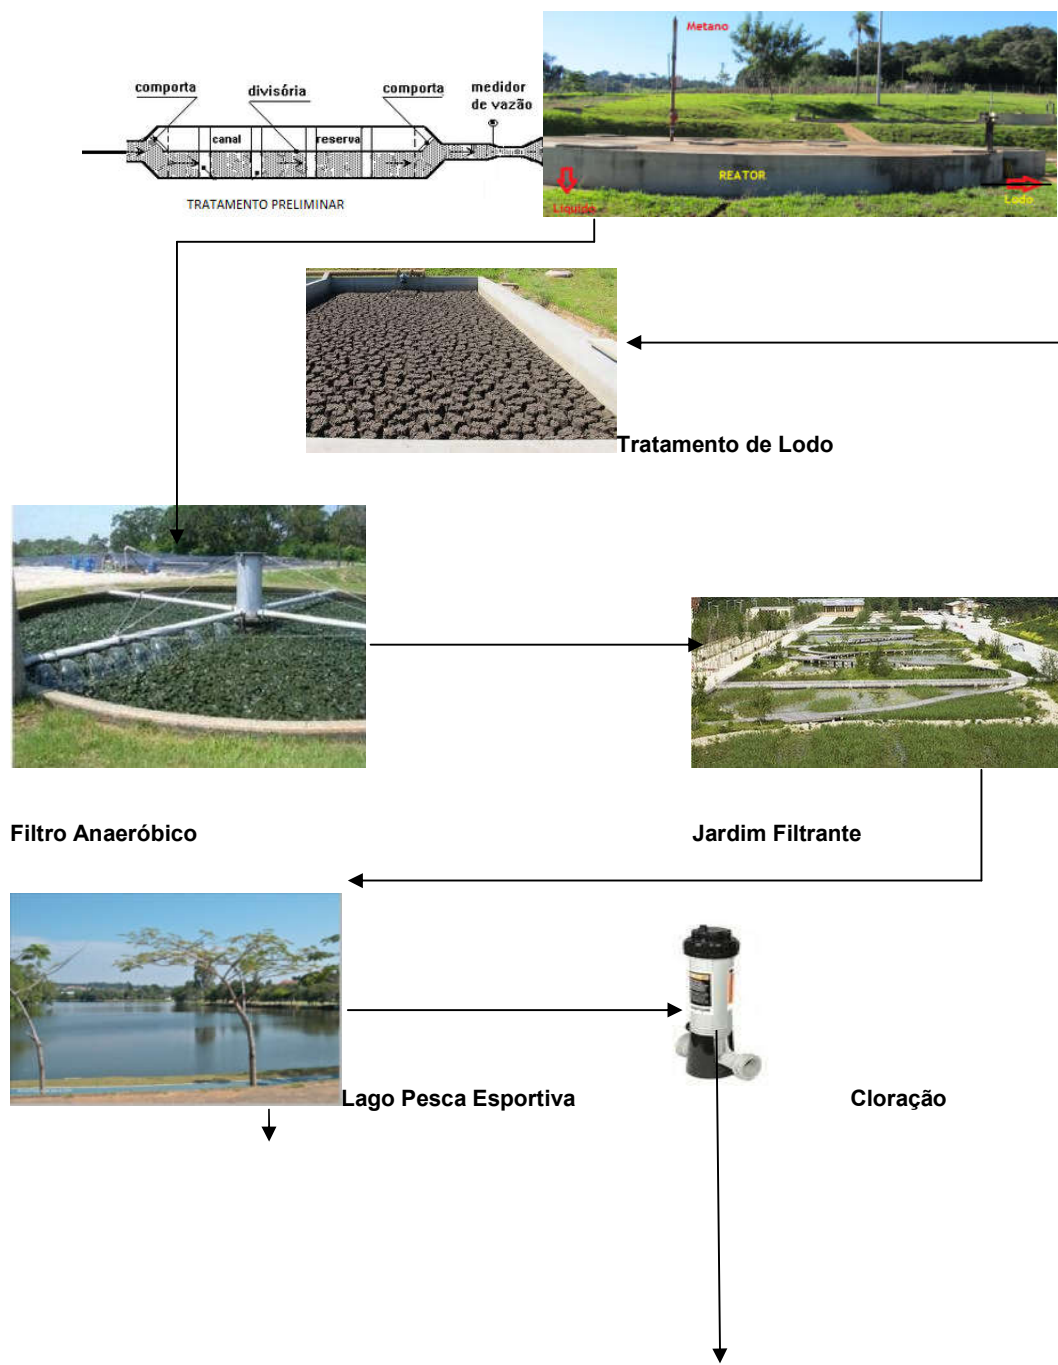 Metano
comporta
divisória
comporta
medidor
de vazão
canal
reserva
REATOR
TRATAMENTO PRELIMINAR
Líquido
Lodo
Tratamento de Lodo
Filtro Anaeróbico
Jardim Filtrante
Lago Pesca Esportiva
Cloração